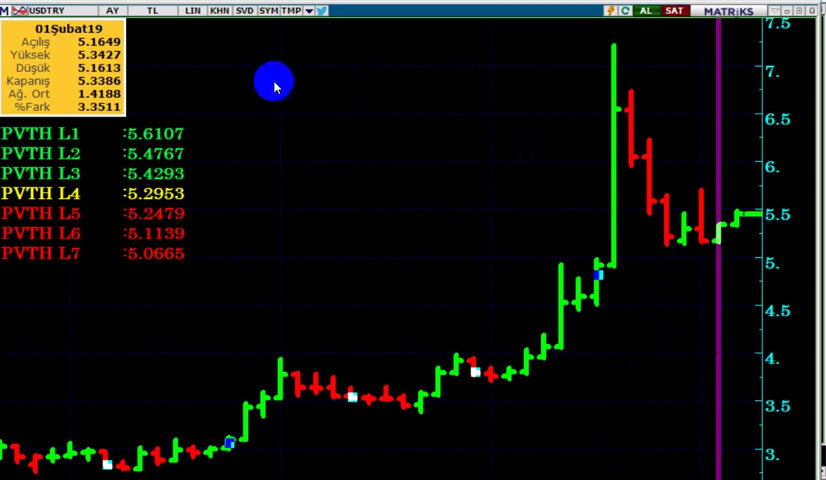 M USDTRY AY TL LIN KHN SVD SYM TMP AL SAT MATRiKS
01Şubat19
Açılış 5.1649
Yüksek 5.3427
Düşük 5.1613
Kapanış 5.3386
Ağ. Ort 1.4188
%Fark 3.3511
PVTH L1 :5.6107
PVTH L2 :5.4767
PVTH L3 :5.4293
PVTH L4 :5.2953
PVTH L5 :5.2479
PVTH L6 :5.1139
PVTH L7 :5.0665
7.5
7.
6.5
6.
5.5
5.
4.5
4.
3.5
3.